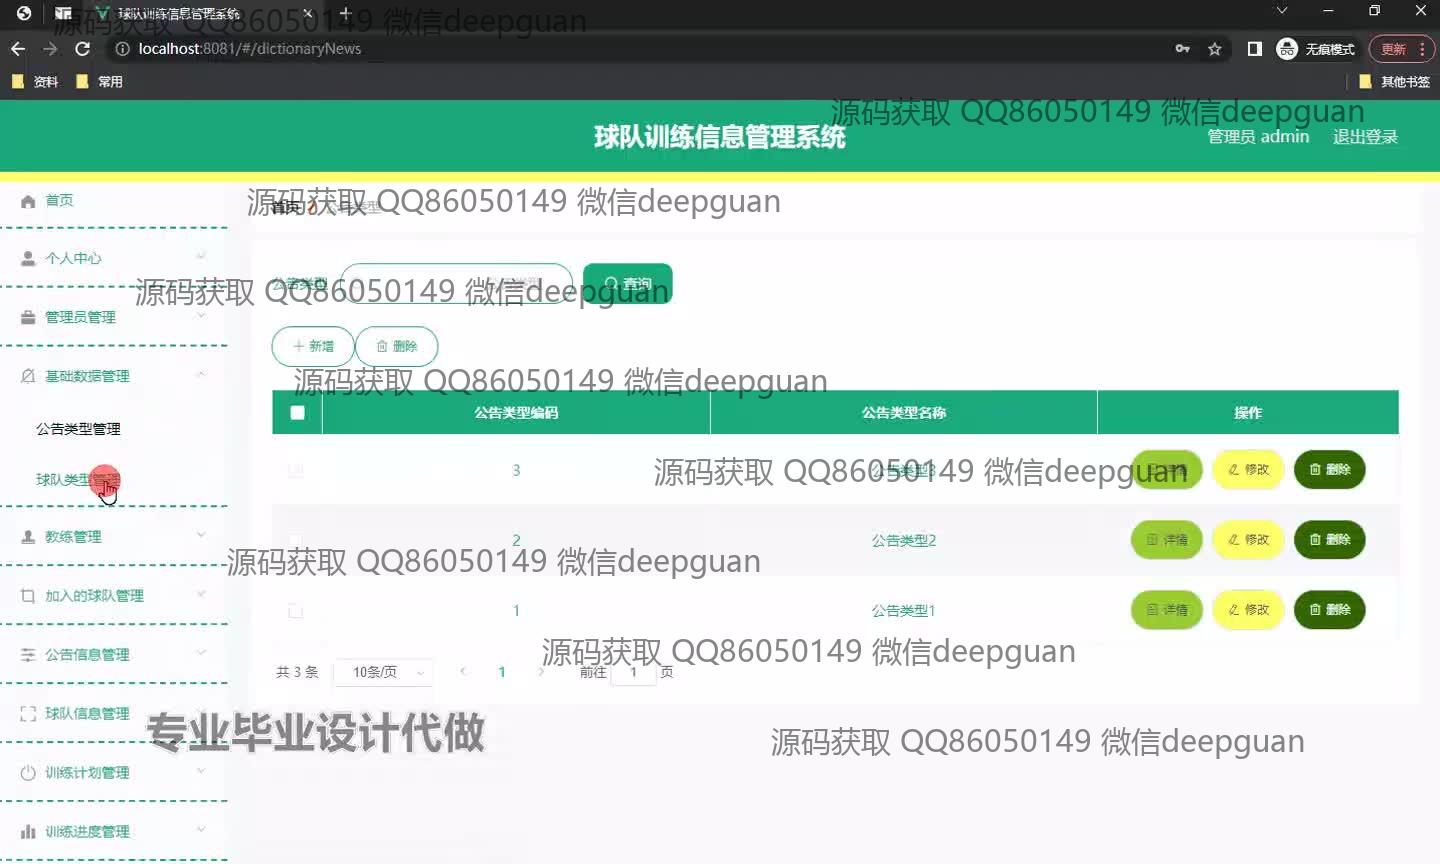 球队训练信息管理系统
源码获取 QQ86050149 微信deepguan
localhost:8081/#/dictionaryNews
无痕模式
更新
资料
常用
其他书签
源码获取 QQ86050149 微信deepguan
球队训练信息管理系统
管理员 admin
退出登录
首页
源码获取 QQ86050149 微信deepguan
首页
公告类型
个人中心
公告类型
查询
源码获取 QQ86050149 微信deepguan
管理员管理
新增
删除
基础数据管理
源码获取 QQ86050149 微信deepguan
公告类型编码
公告类型名称
操作
公告类型管理
球队类型管理
3
公告类型3
源码获取 QQ86050149 微信deepguan
详情
修改
删除
教练管理
2
公告类型2
详情
修改
删除
源码获取 QQ86050149 微信deepguan
加入的球队管理
1
公告类型1
详情
修改
删除
公告信息管理
源码获取 QQ86050149 微信deepguan
共 3 条
10条/页
1
前往
1
页
球队信息管理
专业毕业设计代做
源码获取 QQ86050149 微信deepguan
训练计划管理
训练进度管理